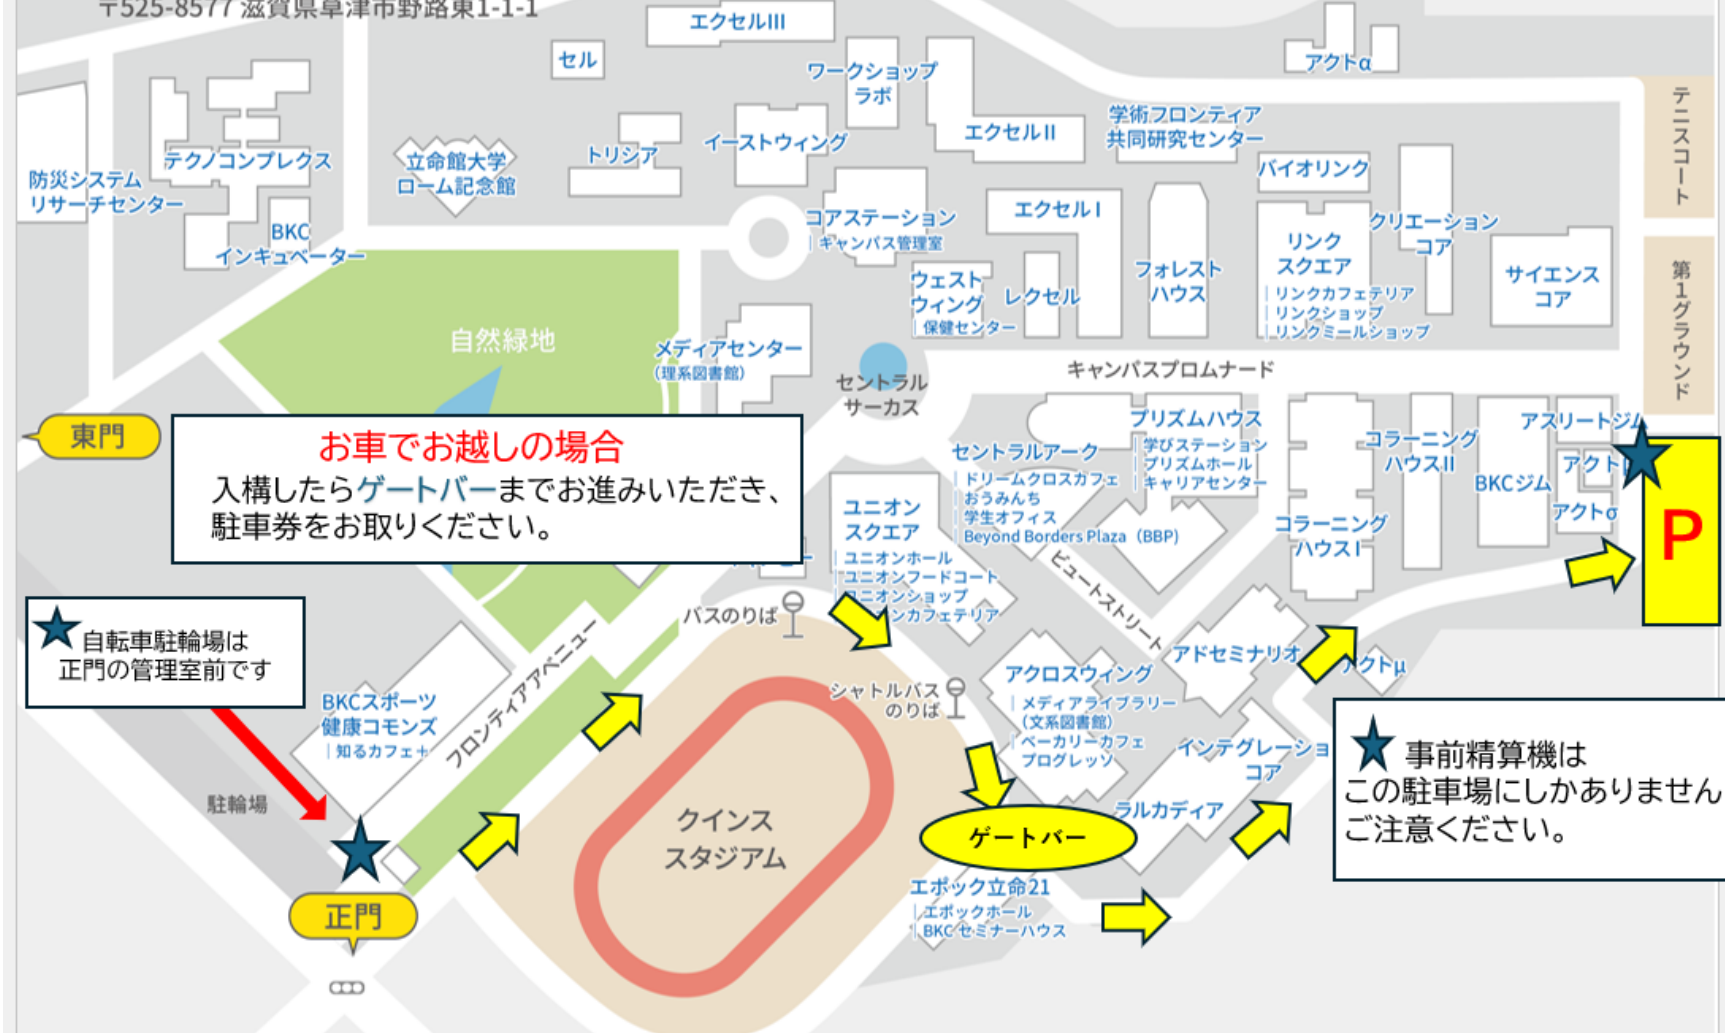 〒525-8577 滋賀県草津市野路東1-1-1
エクセルIII
セル
ワークショップ
ラボ
アクトα
テニスコート
学術フロンティア
共同研究センター
エクセルII
イーストウィング
トリシア
立命館大学
ローム記念館
テクノコンプレクス
防災システム
リサーチセンター
バイオリンク
BKC
インキュベーター
コアステーション
キャンパス管理室
エクセルI
クリエーション
コア
リンク
スクエア
リンクカフェテリア
リンクショップ
リンクミールショップ
フォレスト
ハウス
サイエンス
コア
第1グラウンド
ウェスト
ウィング
保健センター
レクセル
自然緑地
メディアセンター
(理系図書館)
セントラル
サーカス
キャンパスプロムナード
東門
お車でお越しの場合
入構したらゲートバーまでお進みいただき、
駐車券をお取りください。
プリズムハウス
学びステーション
プリズムホール
キャリアセンター
セントラルアーク
ドリームクロスカフェ
おうみんち
学生オフィス
Beyond Borders Plaza（BBP)
コラーニング
ハウスII
コラーニング
ハウスI
アスリートジム
アクト
BKCジム
アクトσ
P
ユニオン
スクエア
ユニオンホール
ユニオンフードコート
ユニオンショップ
ンカフェテリア
バスのりば
ビュートストリート
自転車駐輪場は
正門の管理室前です
フロンティアアベニュー
BKCスポーツ
健康コモンズ
知るカフェ＋
駐輪場
シャトルバス
のりば
アクロスウィング
メディアライブラリー
(文系図書館)
ベーカリーカフェ
プログレッソ
アドセミナリオ
アクトμ
インテグレーショ
コア
ラルカディア
事前精算機は
この駐車場にしかありません
ご注意ください。
クインス
スタジアム
ゲートバー
エポック立命21
エポックホール
BKCセミナーハウス
正門